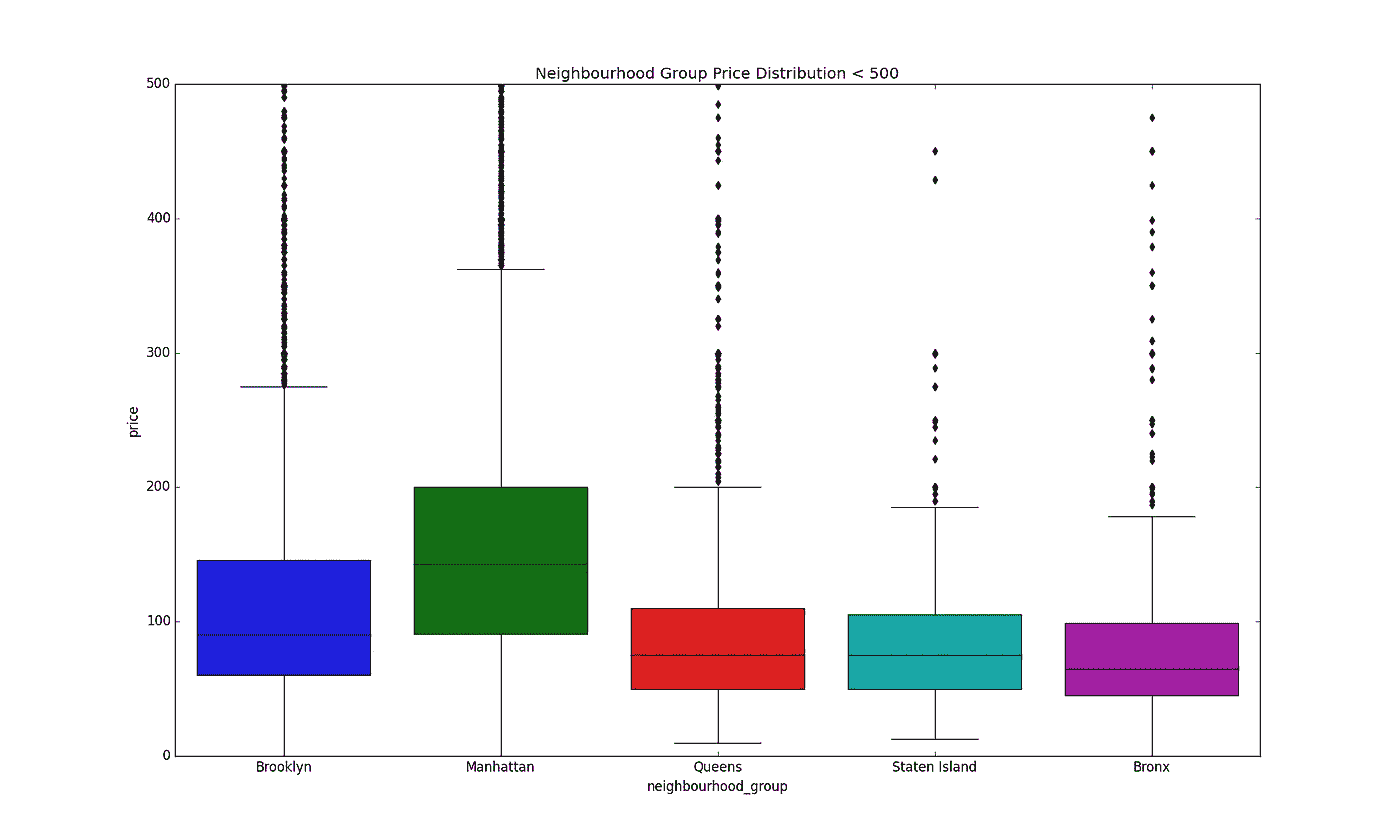 Neighbourhood Group Price Distribution < 500
500
400
300
200
100
0
price
Brooklyn Manhattan Queens Staten Island Bronx
neighbourhood_group